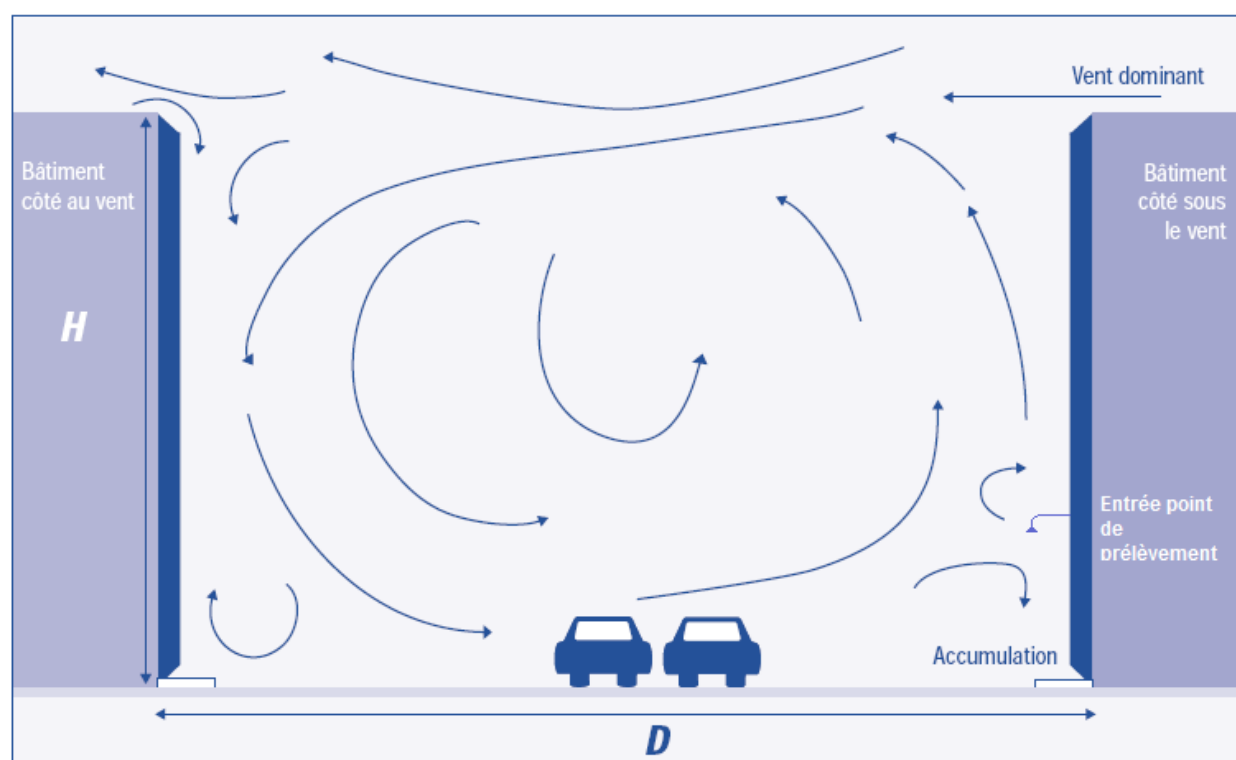 Vent dominant
Bâtiment
côté au vent
Bâtiment
côté sous
le vent
H
Entrée point
de
prélèvement
Accumulation
D